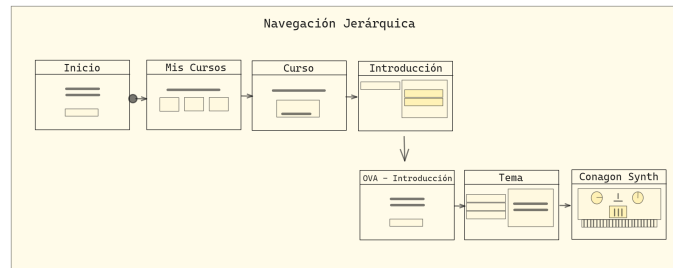 Navegación Jerárquica
Inicio
Mis Cursos
Curso
Introducción
OVA - Introducción
Tema
Conagon Synth